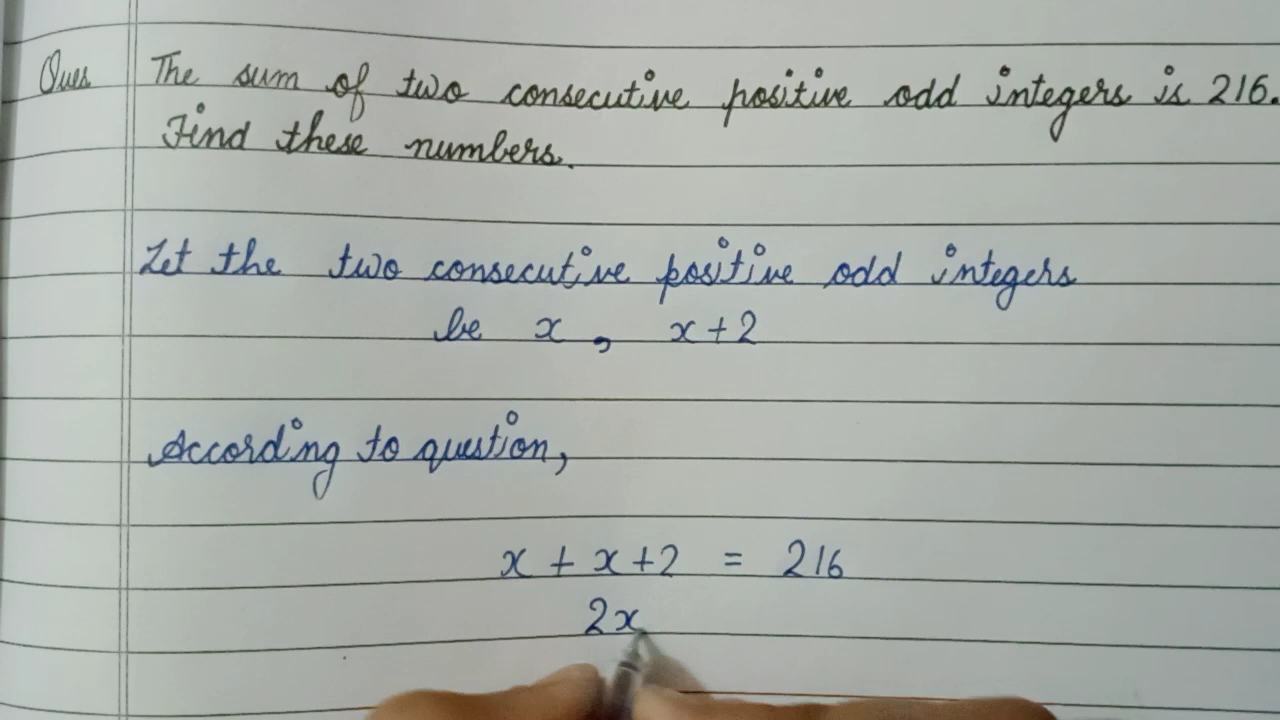 Ques The sum of two consecutive positive odd integers is 216.
Find these numbers.
Let the two consecutive positive odd integers
be x , x+2
According to question,
x + x+2 = 216
2x